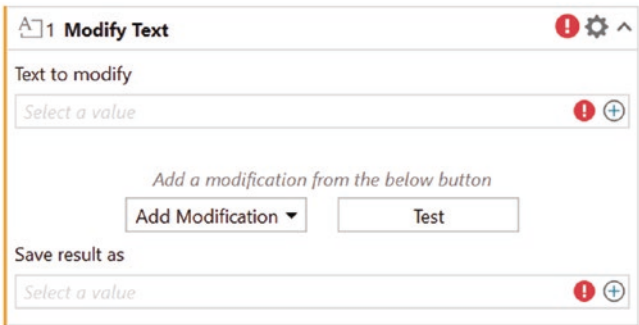 1 Modify Text
Text to modify
Select a value
Add a modification from the below button
Add Modification Test
Save result as
Select a value